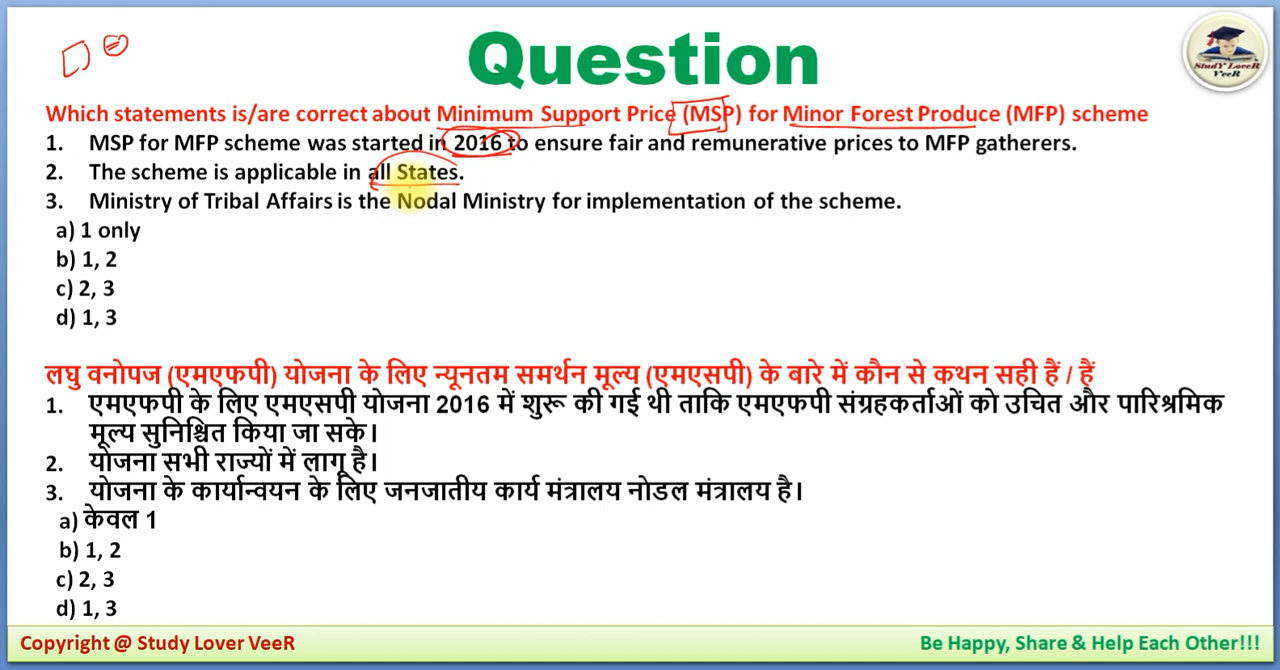 Question
StudY LoveR
VeeR
Which statements is/are correct about Minimum Support Price (MSP) for Minor Forest Produce (MFP) scheme
1. MSP for MFP scheme was started in 2016 to ensure fair and remunerative prices to MFP gatherers.
2. The scheme is applicable in all States.
3. Ministry of Tribal Affairs is the Nodal Ministry for implementation of the scheme.
a) 1 only
b) 1, 2
c) 2, 3
d) 1, 3
लघु वनोपज (एमएफपी) योजना के लिए न्यूनतम समर्थन मूल्य (एमएसपी) के बारे में कौन से कथन सही हैं / हैं
1. एमएफपी के लिए एमएसपी योजना 2016 में शुरू की गई थी ताकि एमएफपी संग्रहकर्ताओं को उचित और पारिश्रमिक
मूल्य सुनिश्चित किया जा सके।
2. योजना सभी राज्यों में लागू है।
3. योजना के कार्यान्वयन के लिए जनजातीय कार्य मंत्रालय नोडल मंत्रालय है।
a) केवल 1
b) 1, 2
c) 2, 3
d) 1, 3
Copyright @ Study Lover VeeR
Be Happy, Share & Help Each Other!!!